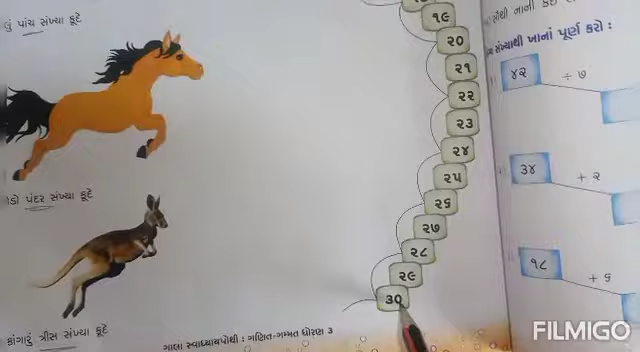 પાંચ સંખ્યા કૂદે
પંદર સંખ્યા કૂદે
કાંગારું ત્રીસ સંખ્યા કૂદે
૧૯
૨૦
૨૧
૨૨
૨૩
૨૪
૨૫
૨૬
૨૭
૨૮
૨૯
૩૦
ગાલા સ્વાધ્યાયપોથી : ગણિત-ગમ્મત ધોરણ ૩
સૌથી નાની
સંખ્યાથી ખાનાં પૂર્ણ કરો :
૪૨ ÷ ૭
૩૪ + ૨
૧૮ + ૬
FILMIGO